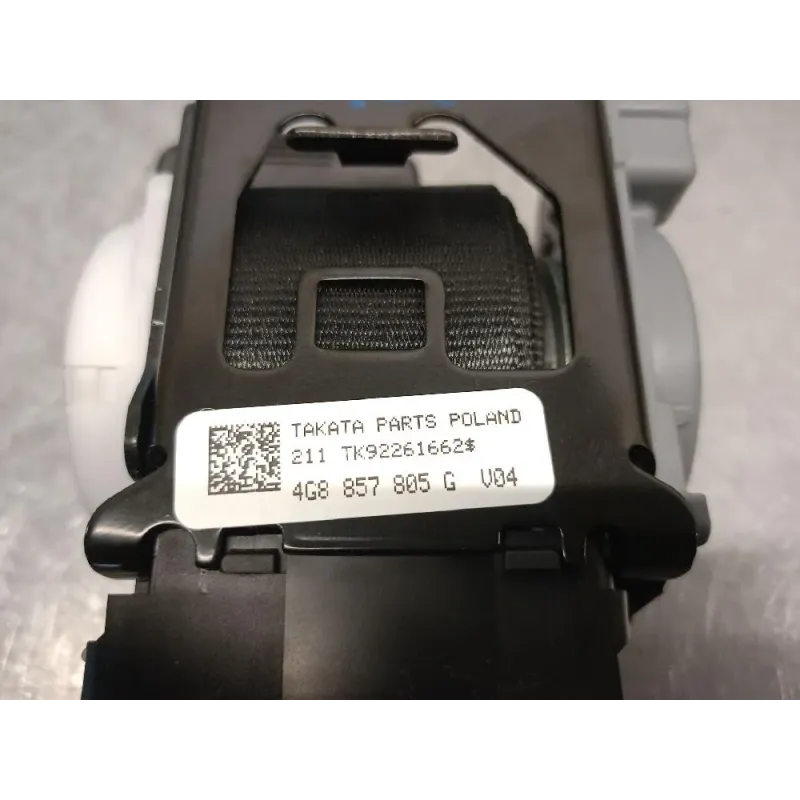 TAKATA PARTS POLAND
211 TK92261662$
4G8 857 805 G V04